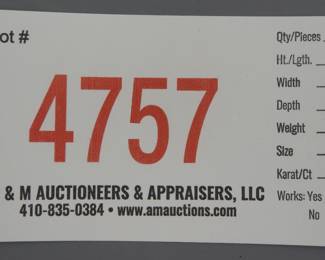 ot #
4757
& M AUCTIONEERS & APPRAISERS, LLC
410-835-0384 • www.amauctions.com
Qty/Pieces
Ht./Lgth.
Width
Depth
Weight
Size
Karat/Ct
Works: Yes
No